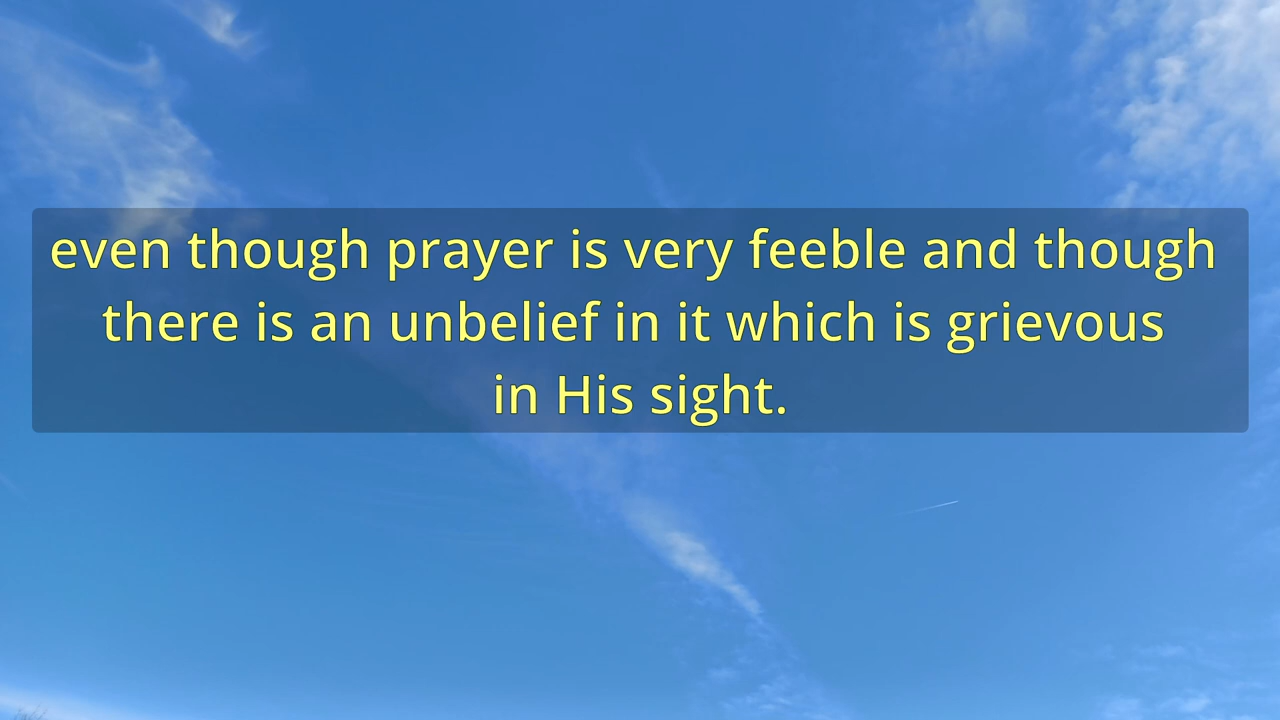 even though prayer is very feeble and though
there is an unbelief in it which is grievous
in His sight.